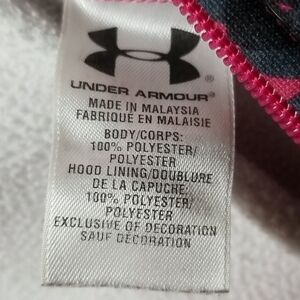 UNDER ARMOUR®
MADE IN MALAYSIA
FABRIQUÉ EN MALAISIE
BODY/CORPS:
100% POLYESTER/
POLYESTER
HOOD LINING/DOUBLURE
DE LA CAPUCHE:
100% POLYESTER/
POLYESTER
EXCLUSIVE OF DECORATION
SAUF DÉCORATION